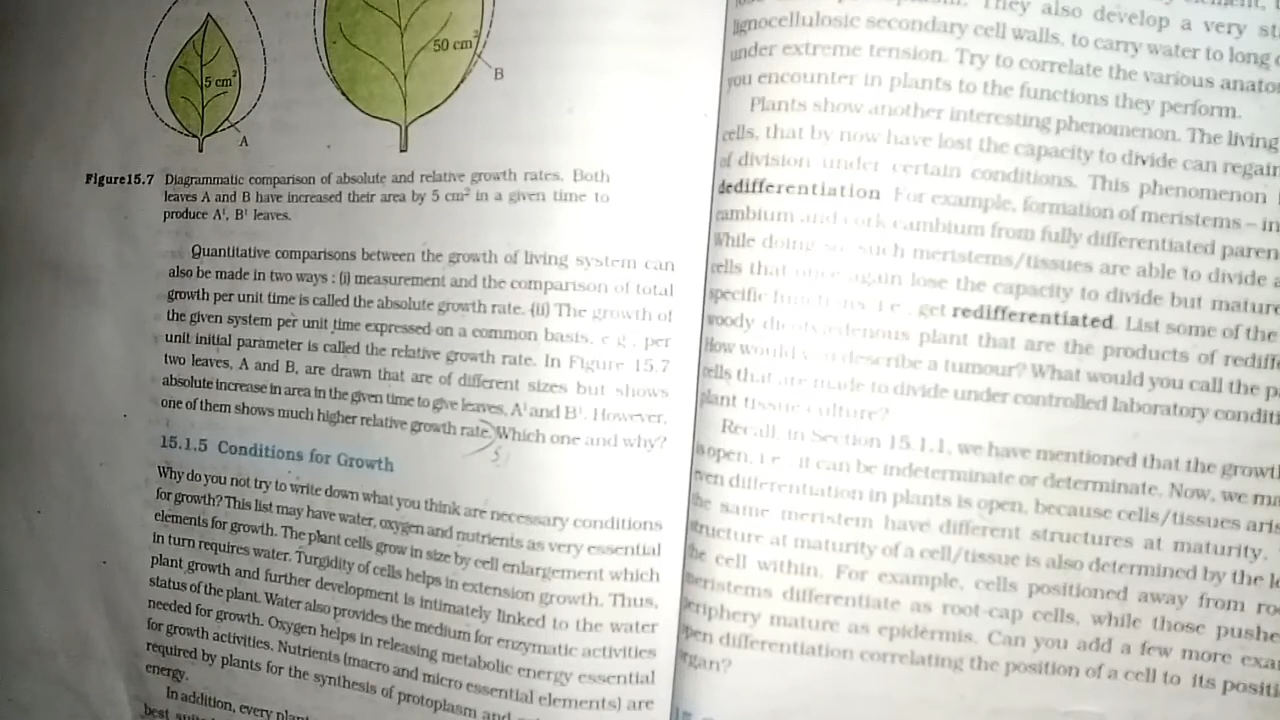 5 cm²
A
50 cm²
B
Figure 15.7 Diagrammatic comparison of absolute and relative growth rates. Both
leaves A and B have increased their area by 5 cm² in a given time to
produce A¹, B¹ leaves.
Quantitative comparisons between the growth of living system can
also be made in two ways : (i) measurement and the comparison of total
growth per unit time is called the absolute growth rate. (ii) The growth of
the given system per unit time expressed on a common basis, e.g., per
unit initial parameter is called the relative growth rate. In Figure 15.7
two leaves, A and B, are drawn that are of different sizes but shows
absolute increase in area in the given time to give leaves, A¹ and B¹. However,
one of them shows much higher relative growth rate. Which one and why?
15.1.5 Conditions for Growth
Why do you not try to write down what you think are necessary conditions
for growth? This list may have water, oxygen and nutrients as very essential
elements for growth. The plant cells grow in size by cell enlargement which
in turn requires water. Turgidity of cells helps in extension growth. Thus,
plant growth and further development is intimately linked to the water
status of the plant. Water also provides the medium for enzymatic activities
needed for growth. Oxygen helps in releasing metabolic energy essential
for growth activities. Nutrients (macro and micro essential elements) are
required by plants for the synthesis of protoplasm and
energy.
In addition, every plan
best
They also develop a very
lignocellulosic secondary cell walls, to carry water to long
under extreme tension. Try to correlate the various
you encounter in plants to the functions they perform.
Plants show another interesting phenomenon. The living
cells, that by now have lost the capacity to divide can regain
of division under certain conditions. This phenomenon
dedifferentiation For example, formation of meristems –
cambium and cork cambium from fully differentiated
While doing so, such meristems/tissues are able to divide
cells that once again lose the capacity to divide but mature
specific functions, i.e., get redifferentiated. List some of the
woody dicotyledenous plant that are the products of
How would you describe a tumour? What would you call the
cells that are made to divide under controlled laboratory
plant tissue culture?
Recall, in Section 15.1.1, we have mentioned that the growth
is open, i.e., it can be indeterminate or determinate. Now, we
even differentiation in plants is open, because cells/tissues
the same meristem have different structures at maturity.
structure at maturity of a cell/tissue is also determined by the
the cell within. For example, cells positioned away from
meristems differentiate as root-cap cells, while those
periphery mature as epidermis. Can you add a few more
open differentiation correlating the position of a cell to its
organ?